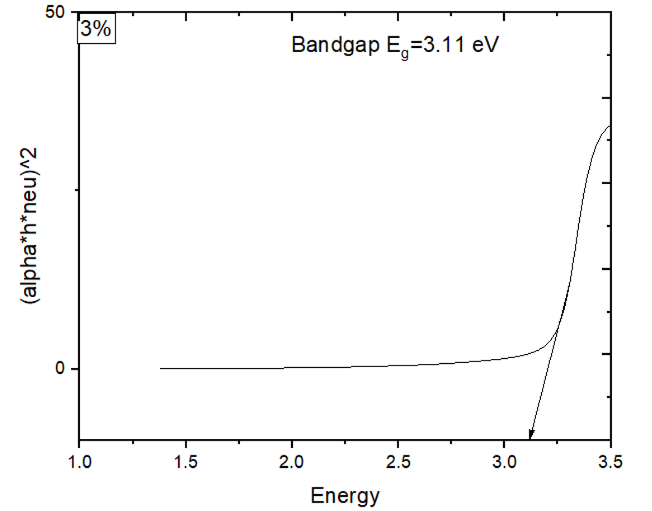 50
3%
Bandgap Eg=3.11 eV
(alpha*h*neu)^2
0
1.0 1.5 2.0 2.5 3.0 3.5
Energy